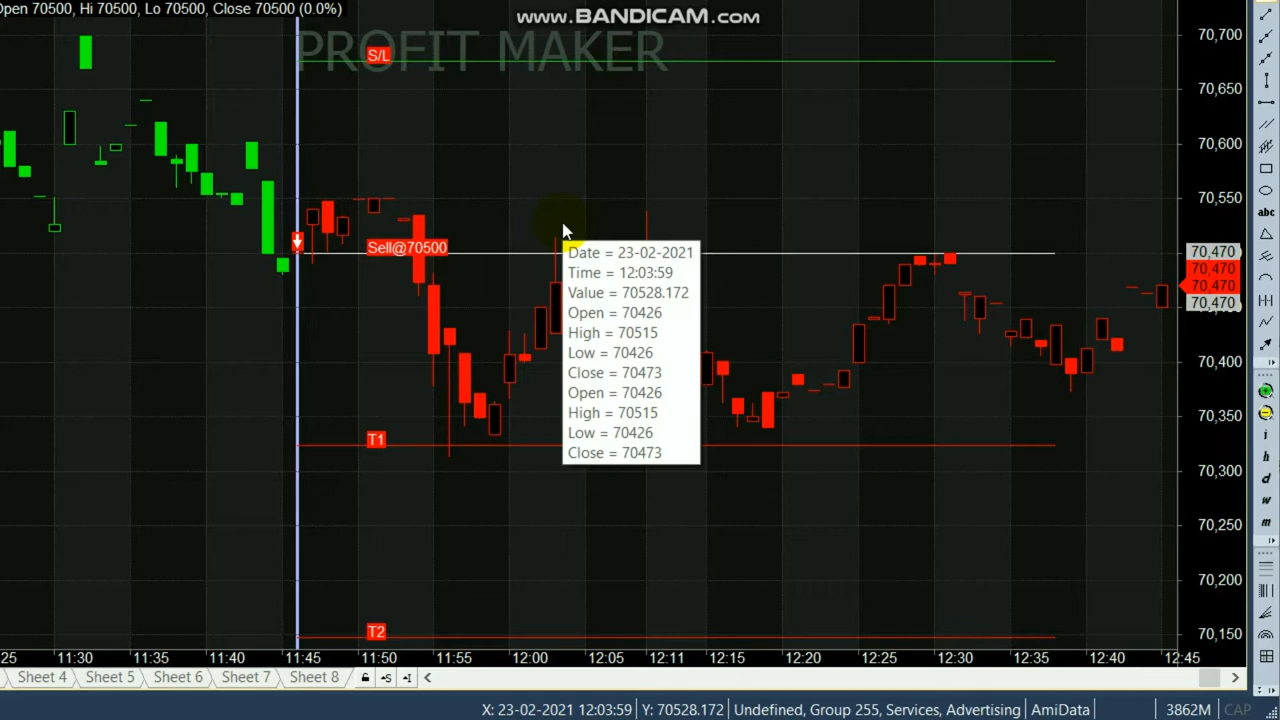 Open 70500, Hi 70500, Lo 70500, Close 70500 (0.0%)
www.BANDICAM.com
PROFIT MAKER
S/L
Sell@70500
T1
T2
Date = 23-02-2021
Time = 12:03:59
Value = 70528.172
Open = 70426
High = 70515
Low = 70426
Close = 70473
Open = 70426
High = 70515
Low = 70426
Close = 70473
70,700
70,650
70,600
70,550
70,470
70,470
70,470
70,470
70,400
70,350
70,300
70,250
70,200
70,150
25 11:30 11:35 11:40 11:45 11:50 11:55 12:00 12:05 12:11 12:15 12:20 12:25 12:30 12:35 12:40 12:45
Sheet 4 Sheet 5 Sheet 6 Sheet 7 Sheet 8
X: 23-02-2021 12:03:59 Y: 70528.172 Undefined, Group 255, Services, Advertising AmiData 3862M CAP
abc
i
h
d
w
i
m